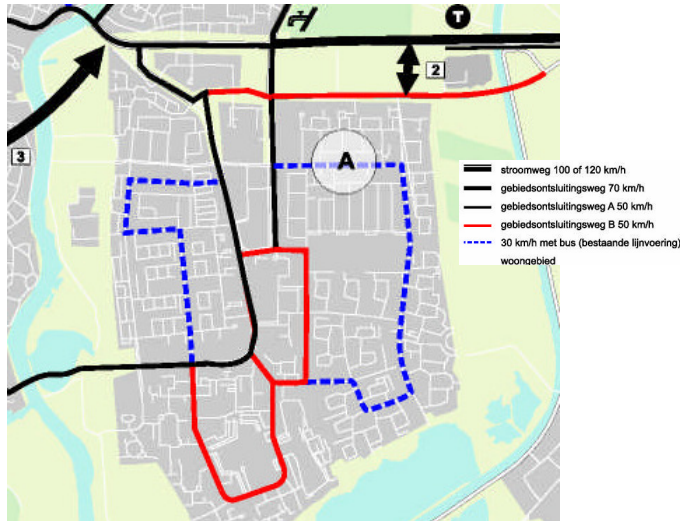 T
2
3
A
stroomweg 100 of 120 km/h
gebiedsontsluitingsweg 70 km/h
gebiedsontsluitingsweg A 50 km/h
gebiedsontsluitingsweg B 50 km/h
30 km/h met bus (bestaande lijnvoering)
woongebied